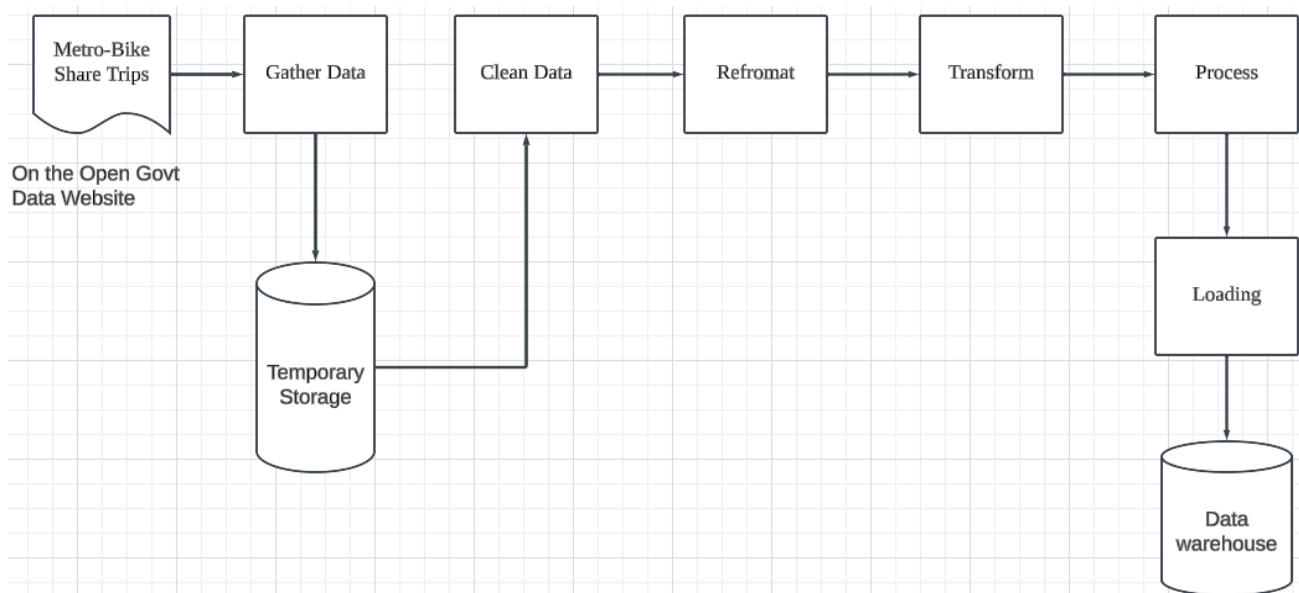 Metro-Bike
Share Trips
Gather Data
Clean Data
Refromat
Transform
Process
On the Open Govt
Data Website
Loading
Temporary
Storage
Data
warehouse